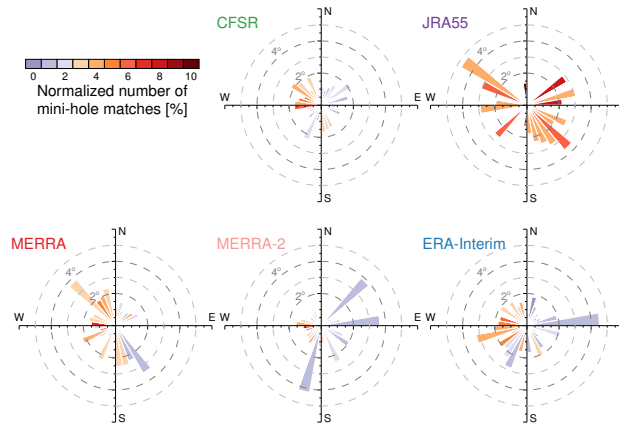 CFSR
N
JRA55
N
4°
2°
4°
2°
0 2 4 6 8 10
Normalized number of
mini-hole matches [%]
W
E W
E
S
S
MERRA
N
MERRA-2
N
ERA-Interim
N
4°
2°
4°
2°
4°
2°
W
E W
E W
E
S
S
S